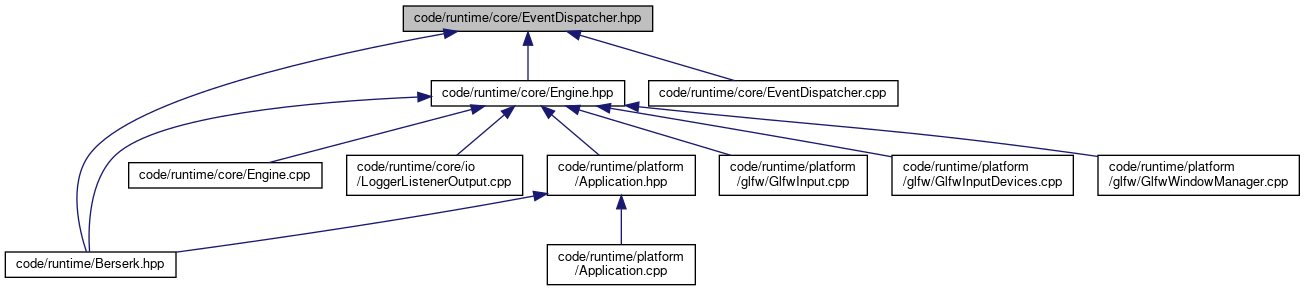 code/runtime/core/EventDispatcher.hpp
code/runtime/core/Engine.hpp
code/runtime/core/EventDispatcher.cpp
code/runtime/core/Engine.cpp
code/runtime/core/io
/LoggerListenerOutput.cpp
code/runtime/platform
/Application.hpp
code/runtime/platform
/glfw/GlfwInput.cpp
code/runtime/platform
/glfw/GlfwInputDevices.cpp
code/runtime/platform
/glfw/GlfwWindowManager.cpp
code/runtime/Berserk.hpp
code/runtime/platform
/Application.cpp